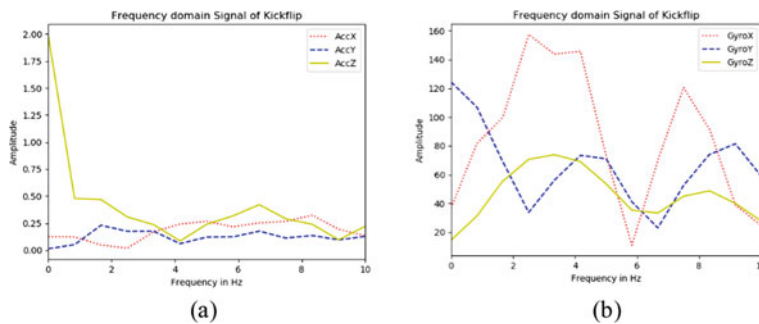 Frequency domain Signal of Kickflip
AccX
AccY
AccZ
2.00
1.75
1.50
1.25
1.00
0.75
0.50
0.25
0.00
Amplitude
0
2
4
6
8
10
Frequency in Hz
(a)
Frequency domain Signal of Kickflip
GyroX
GyroY
GyroZ
160
140
120
100
80
60
40
20
Amplitude
0
2
4
6
8
Frequency in Hz
(b)